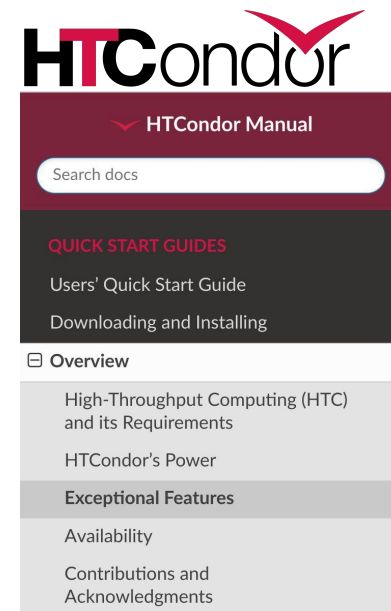 HTCondor
HTCondor Manual
Search docs
QUICK START GUIDES
Users’ Quick Start Guide
Downloading and Installing
Overview
High-Throughput Computing (HTC)
and its Requirements
HTCondor’s Power
Exceptional Features
Availability
Contributions and
Acknowledgments